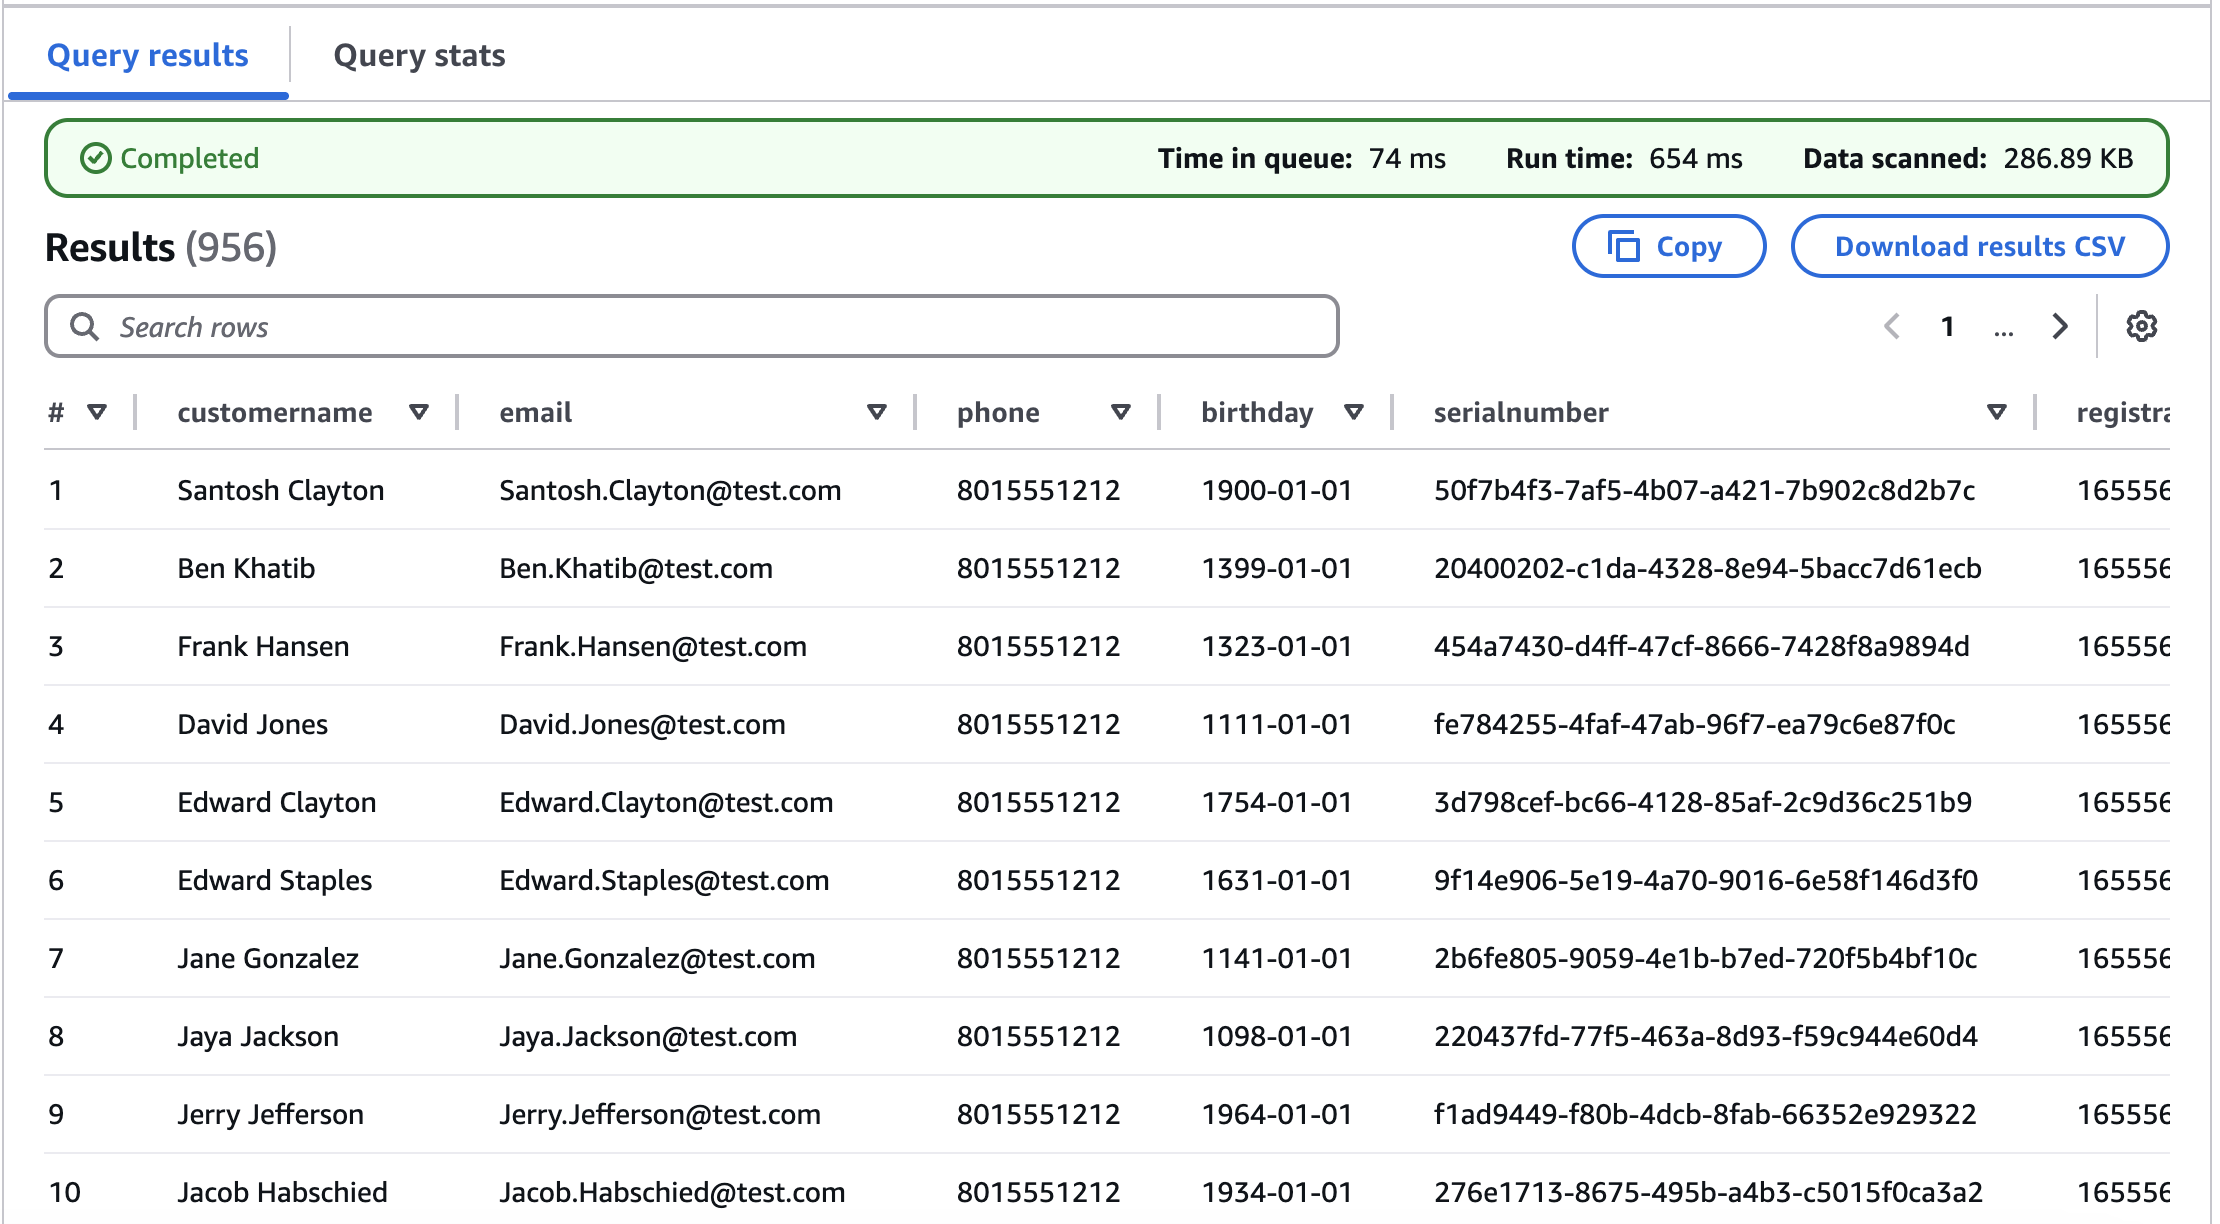 Query results Query stats
Completed Time in queue: 74 ms Run time: 654 ms Data scanned: 286.89 KB
Results (956) Copy Download results CSV
Search rows 1 ...
# customername email phone birthday serialnumber registra
1 Santosh Clayton Santosh.Clayton@test.com 8015551212 1900-01-01 50f7b4f3-7af5-4b07-a421-7b902c8d2b7c 165556
2 Ben Khatib Ben.Khatib@test.com 8015551212 1399-01-01 20400202-c1da-4328-8e94-5bacc7d61ecb 165556
3 Frank Hansen Frank.Hansen@test.com 8015551212 1323-01-01 454a7430-d4ff-47cf-8666-7428f8a9894d 165556
4 David Jones David.Jones@test.com 8015551212 1111-01-01 fe784255-4faf-47ab-96f7-ea79c6e87f0c 165556
5 Edward Clayton Edward.Clayton@test.com 8015551212 1754-01-01 3d798cef-bc66-4128-85af-2c9d36c251b9 165556
6 Edward Staples Edward.Staples@test.com 8015551212 1631-01-01 9f14e906-5e19-4a70-9016-6e58f146d3f0 165556
7 Jane Gonzalez Jane.Gonzalez@test.com 8015551212 1141-01-01 2b6fe805-9059-4e1b-b7ed-720f5b4bf10c 165556
8 Jaya Jackson Jaya.Jackson@test.com 8015551212 1098-01-01 220437fd-77f5-463a-8d93-f59c944e60d4 165556
9 Jerry Jefferson Jerry.Jefferson@test.com 8015551212 1964-01-01 f1ad9449-f80b-4dcb-8fab-66352e929322 165556
10 Jacob Habschied Jacob.Habschied@test.com 8015551212 1934-01-01 276e1713-8675-495b-a4b3-c5015f0ca3a2 165556